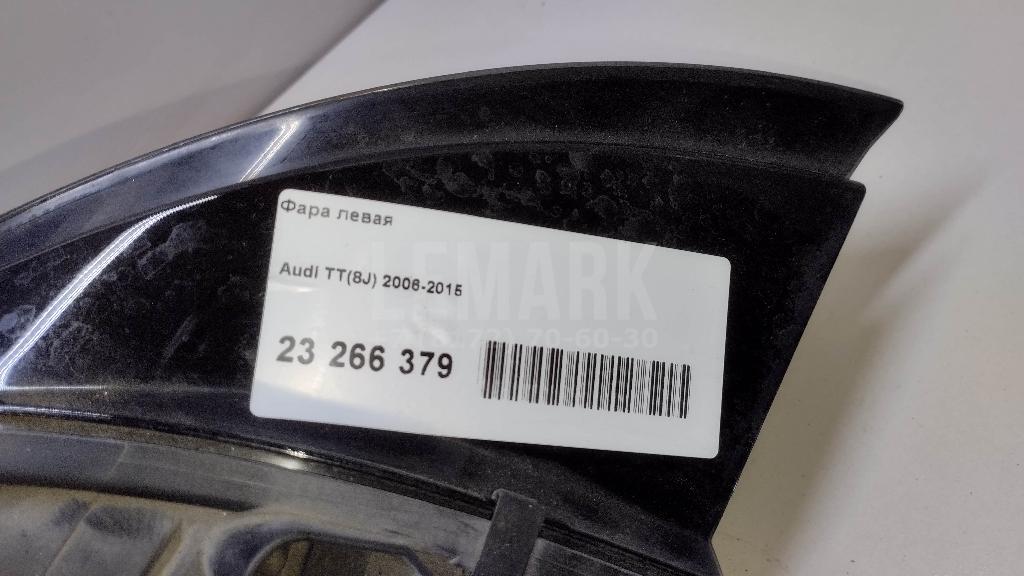 Фара левая
Audi TT(8J) 2006-2015
23 266 379
LEMARK